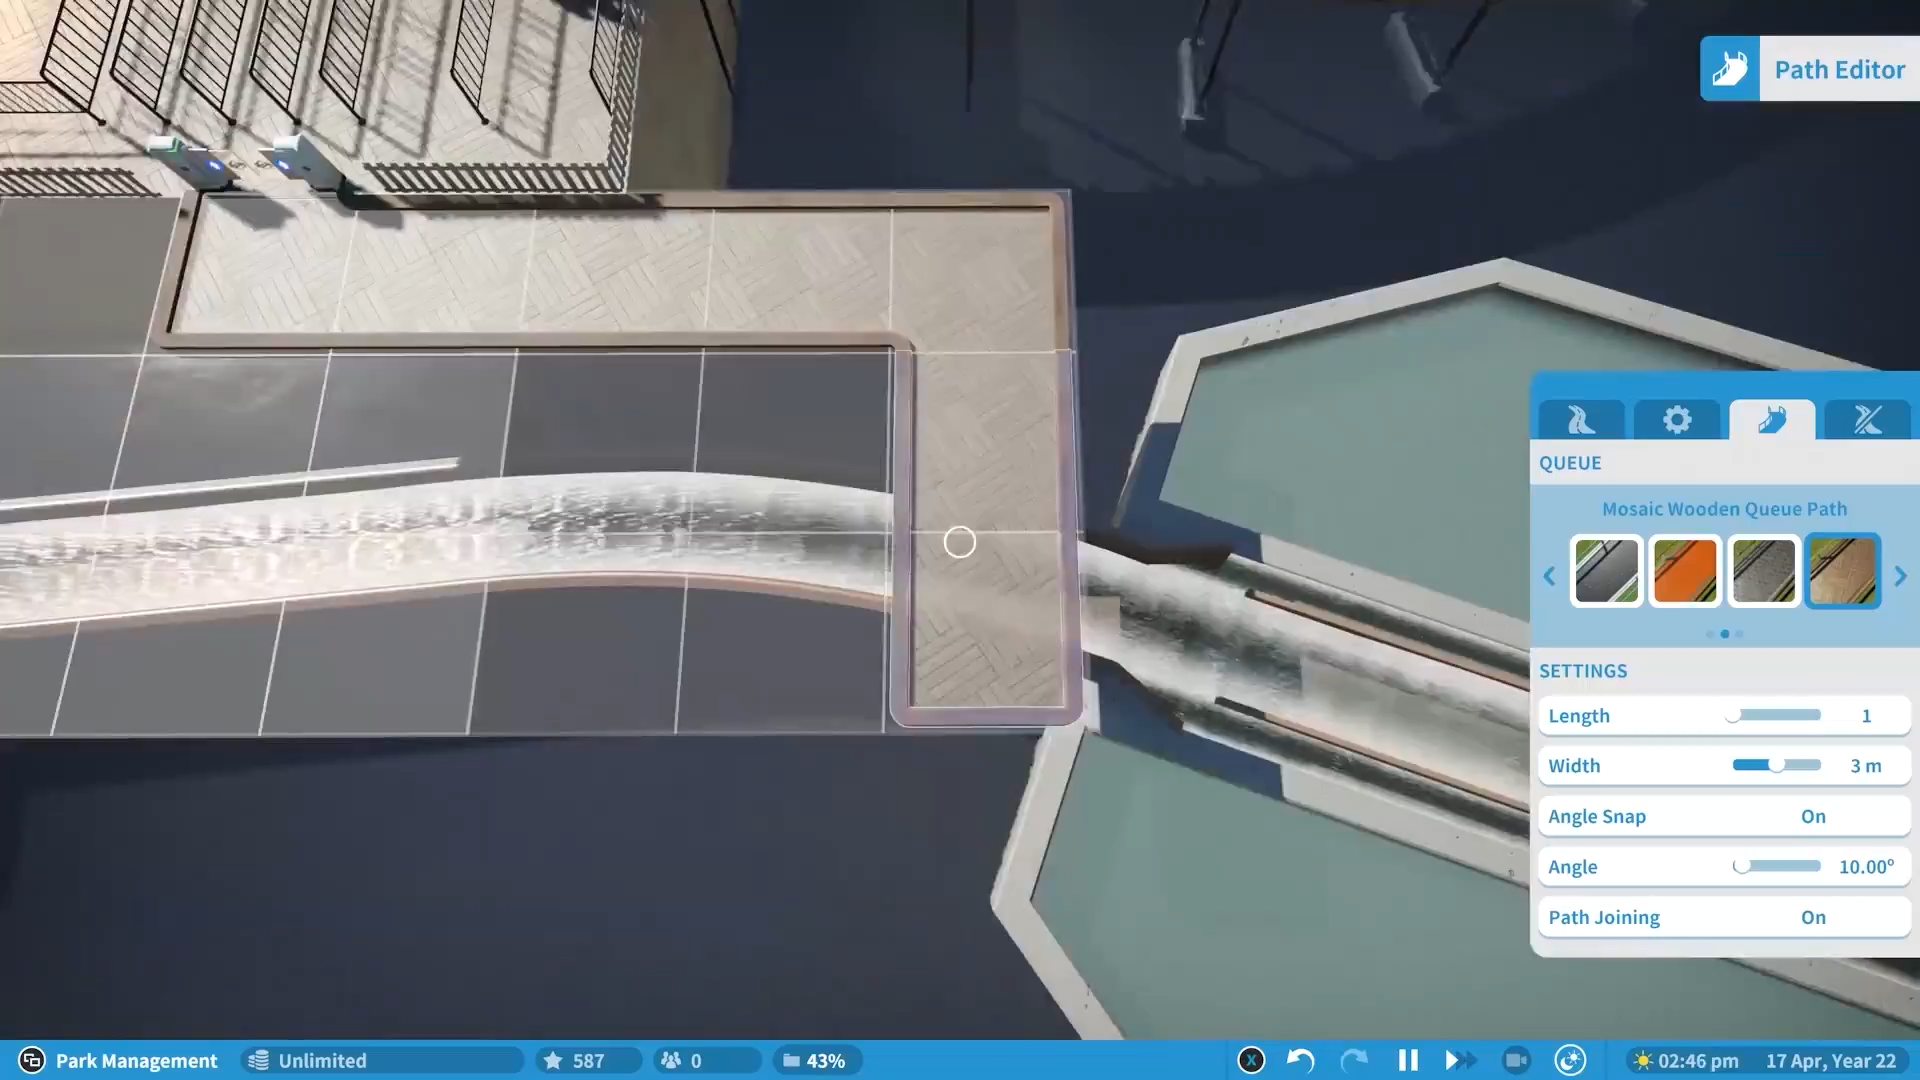 Path Editor
QUEUE
Mosaic Wooden Queue Path
SETTINGS
Length 1
Width 3 m
Angle Snap On
Angle 10.00°
Path Joining On
Park Management Unlimited 587 0 43% X 02:46 pm 17 Apr, Year 22